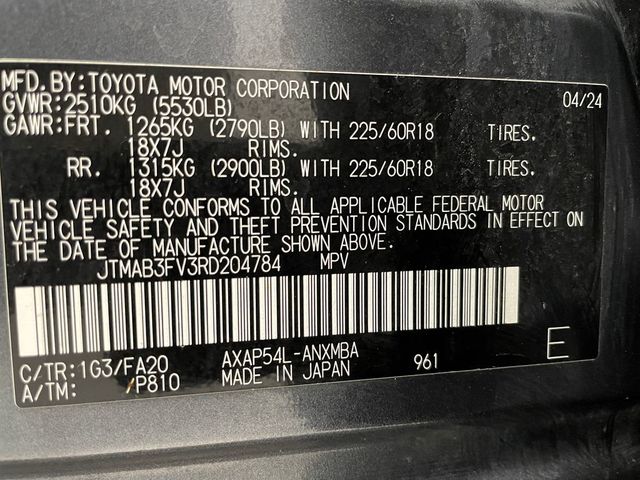 MFD.BY:TOYOTA MOTOR CORPORATION 04/24
GVWR:2510KG (5530LB)
GAWR:FRT. 1265KG (2790LB) WITH 225/60R18 TIRES.
18X7J RIMS.
RR. 1315KG (2900LB) WITH 225/60R18 TIRES.
18X7J RIMS.
THIS VEHICLE CONFORMS TO ALL APPLICABLE FEDERAL MOTOR
VEHICLE SAFETY AND THEFT PREVENTION STANDARDS IN EFFECT ON
THE DATE OF MANUFACTURE SHOWN ABOVE.
JTMAB3FV3RD204784 MPV
C/TR:1G3/FA20 AXAP54L-ANXMBA 961 E
A/TM: /P810 MADE IN JAPAN